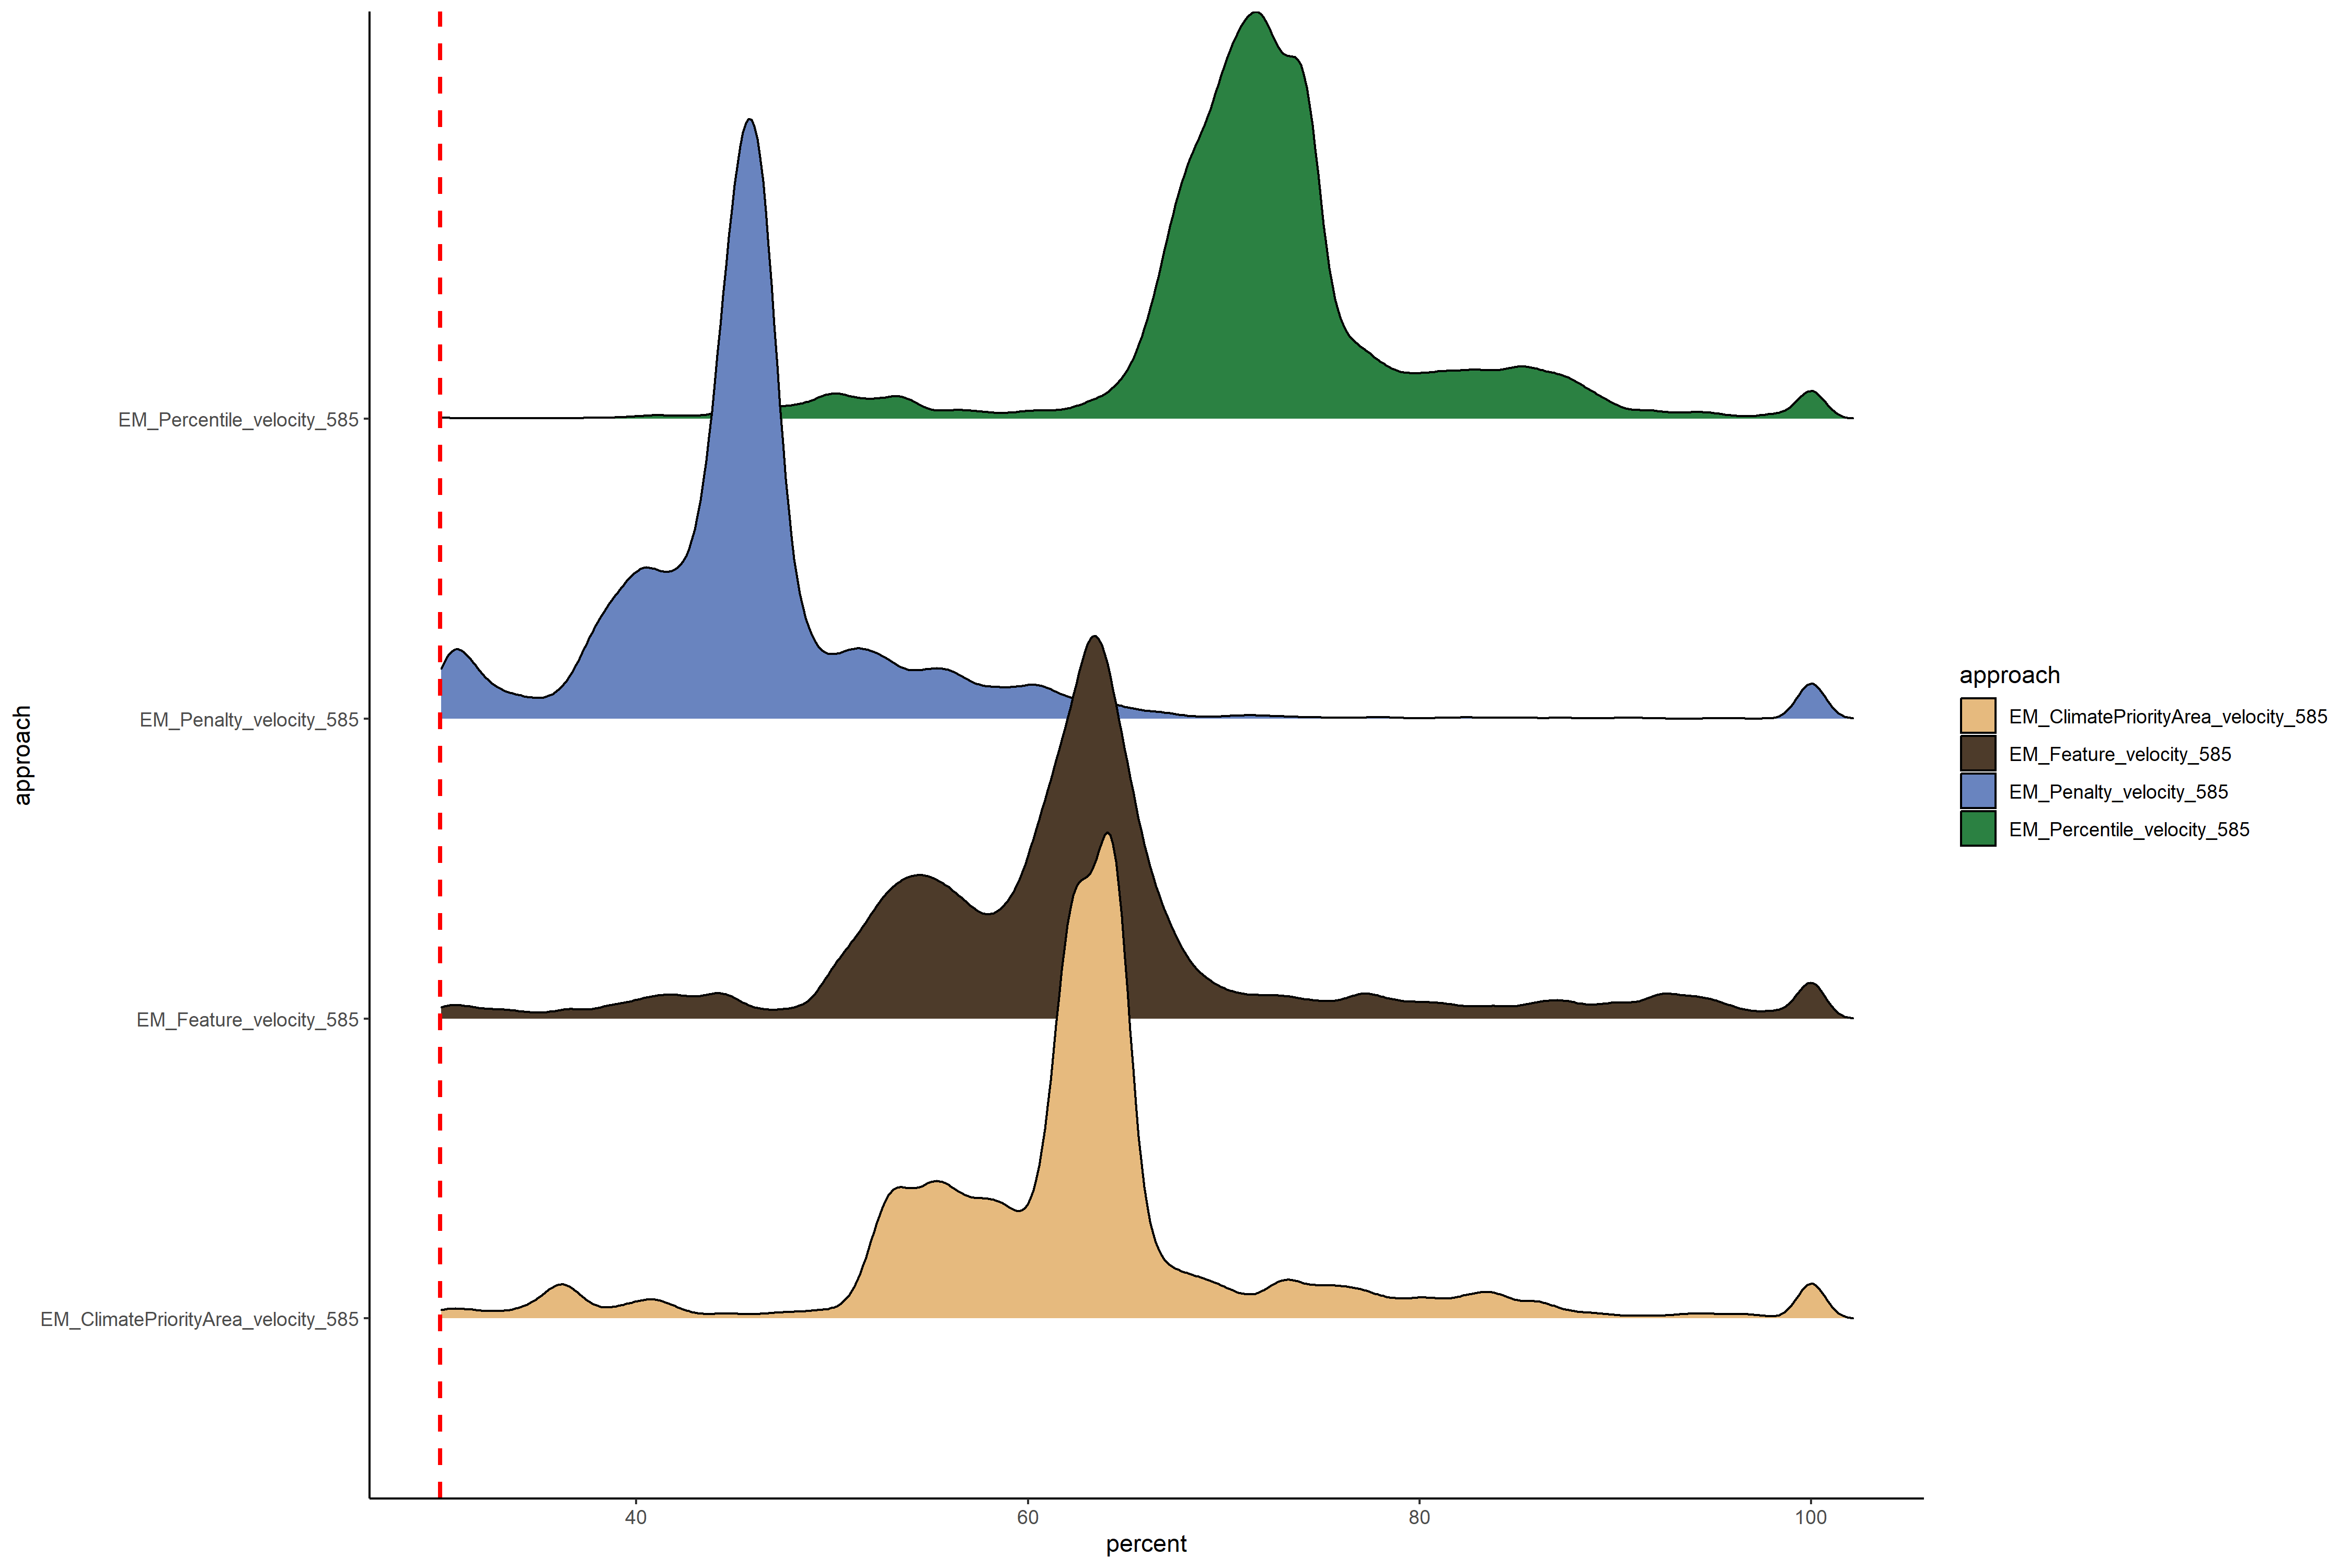 EM_Percentile_velocity_585
EM_Penalty_velocity_585
EM_Feature_velocity_585
EM_ClimatePriorityArea_velocity_585
approach
40
60
80
100
percent
approach
EM_ClimatePriorityArea_velocity_585
EM_Feature_velocity_585
EM_Penalty_velocity_585
EM_Percentile_velocity_585